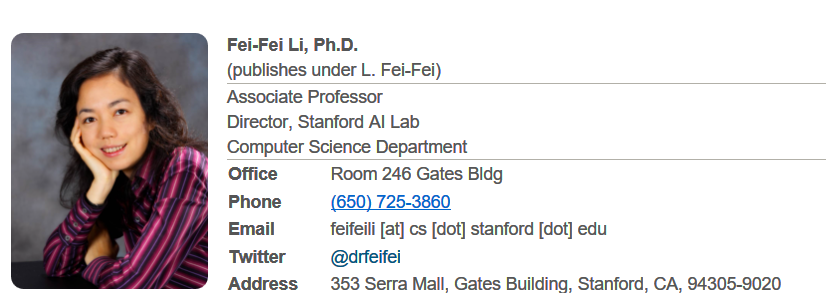 Fei-Fei Li, Ph.D.
(publishes under L. Fei-Fei)
Associate Professor
Director, Stanford AI Lab
Computer Science Department
Office Room 246 Gates Bldg
Phone (650) 725-3860
Email feifeili [at] cs [dot] stanford [dot] edu
Twitter @drfeifei
Address 353 Serra Mall, Gates Building, Stanford, CA, 94305-9020